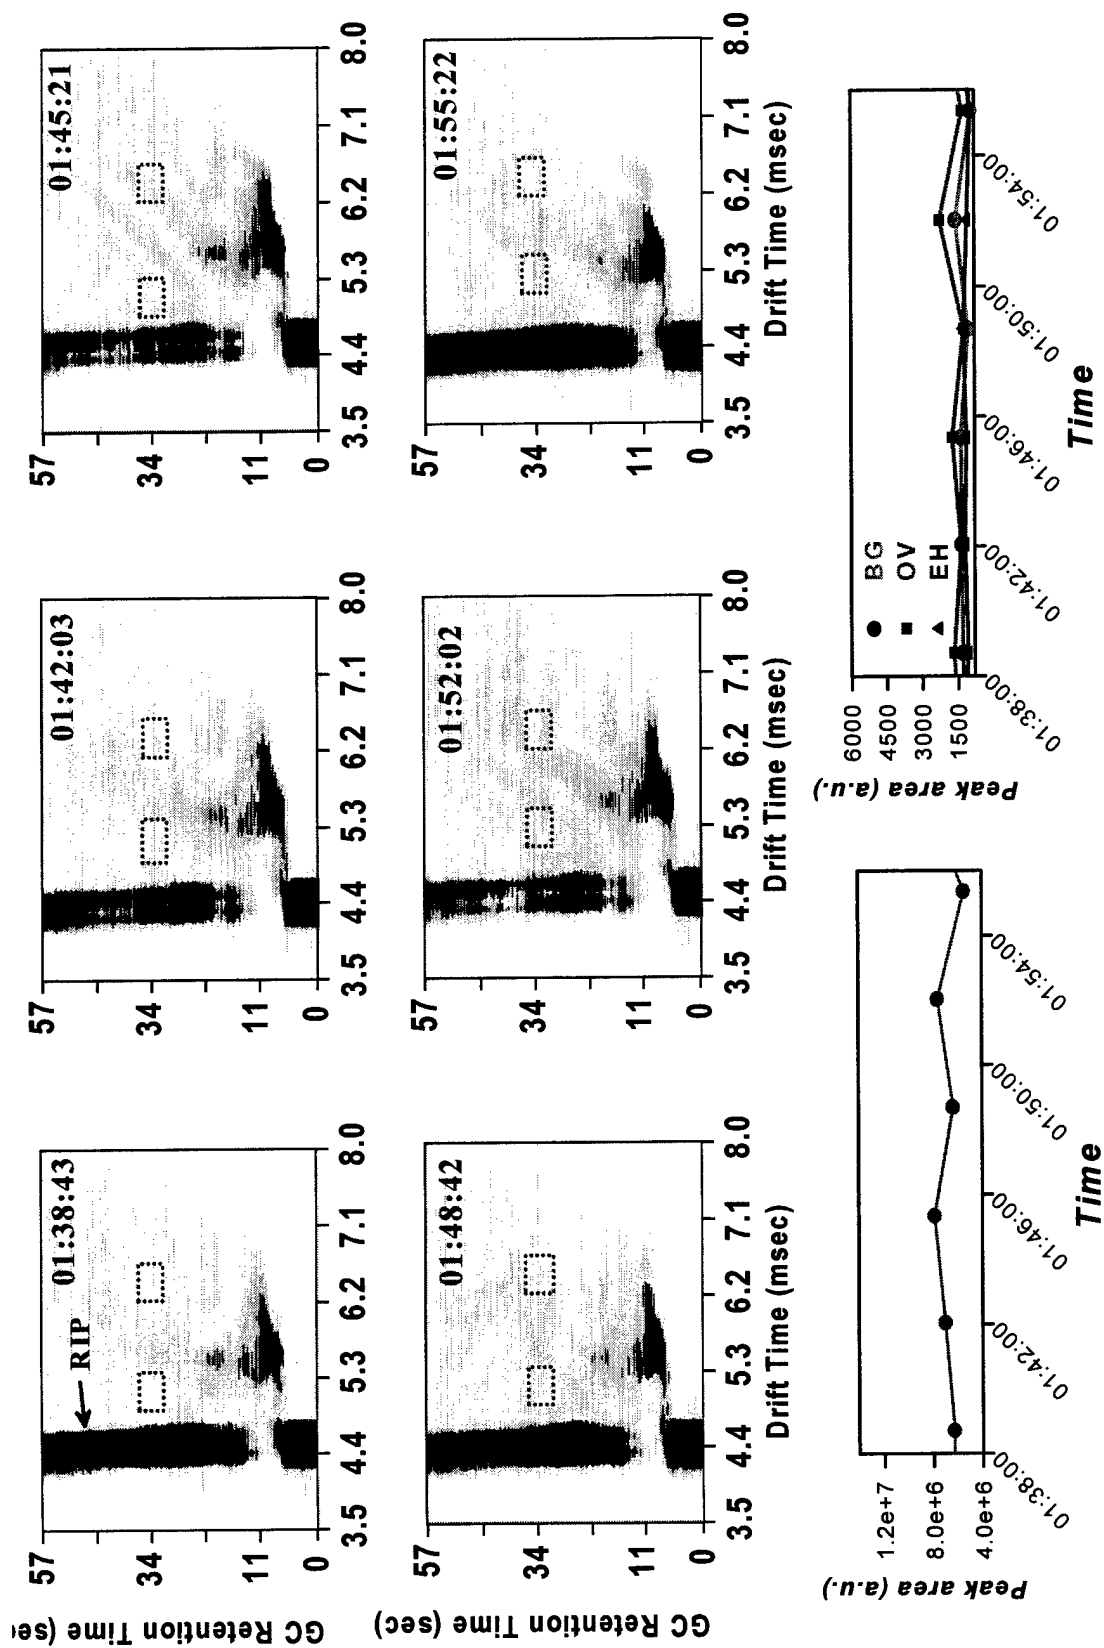 GC Retention Time (sec
57
34
11
0
01:38:43
RIP
3.5 4.4 5.3 6.2 7.1 8.0
57
34
11
0
01:42:03
3.5 4.4 5.3 6.2 7.1 8.0
57
34
11
0
01:45:21
3.5 4.4 5.3 6.2 7.1 8.0
GC Retention Time (sec)
57
34
11
0
01:48:42
3.5 4.4 5.3 6.2 7.1 8.0
Drift Time (msec)
57
34
11
0
01:52:02
3.5 4.4 5.3 6.2 7.1 8.0
Drift Time (msec)
57
34
11
0
01:55:22
3.5 4.4 5.3 6.2 7.1 8.0
Drift Time (msec)
Peak area (a.u.)
1.2e+7
8.0e+6
4.0e+6
01:38:00 01:42:00 01:46:00 01:50:00 01:54:00
Time
Peak area (a.u.)
6000
4500
3000
1500
BG
OV
EH
01:38:00 01:42:00 01:46:00 01:50:00 01:54:00
Time